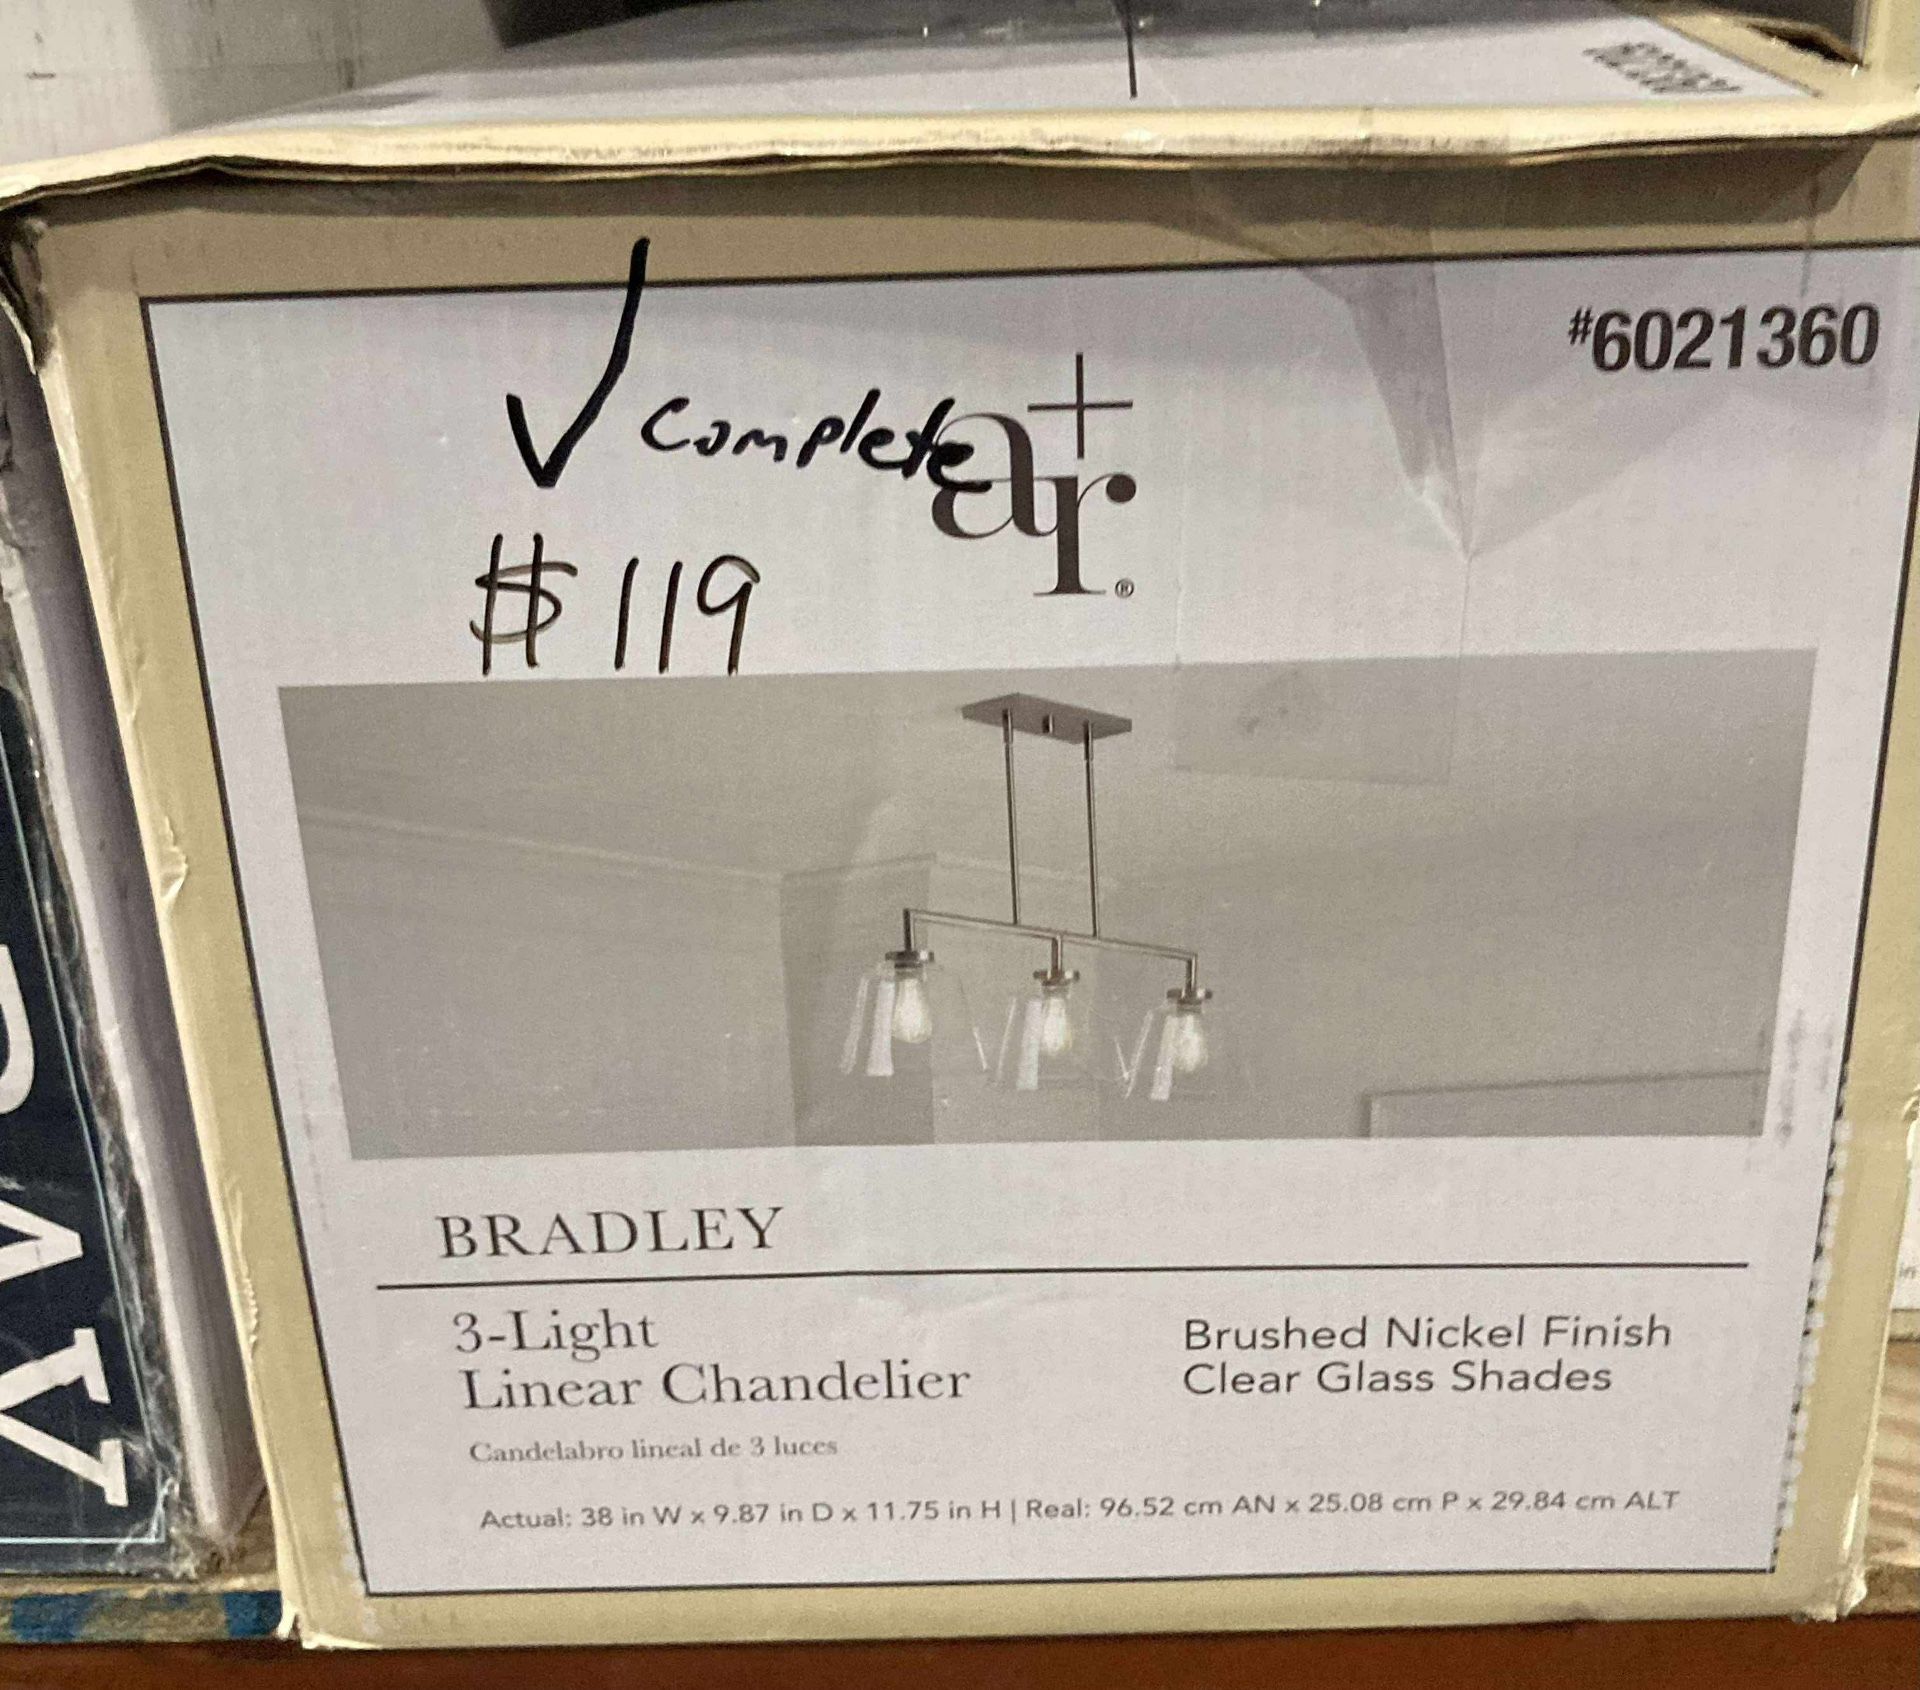 #6021360
✓ complete
a+r®
$119
BRADLEY
3-Light
Linear Chandelier
Brushed Nickel Finish
Clear Glass Shades
Candelabro lineal de 3 luces
Actual: 38 in W x 9.87 in D x 11.75 in H | Real: 96.52 cm AN x 25.08 cm P x 29.84 cm ALT